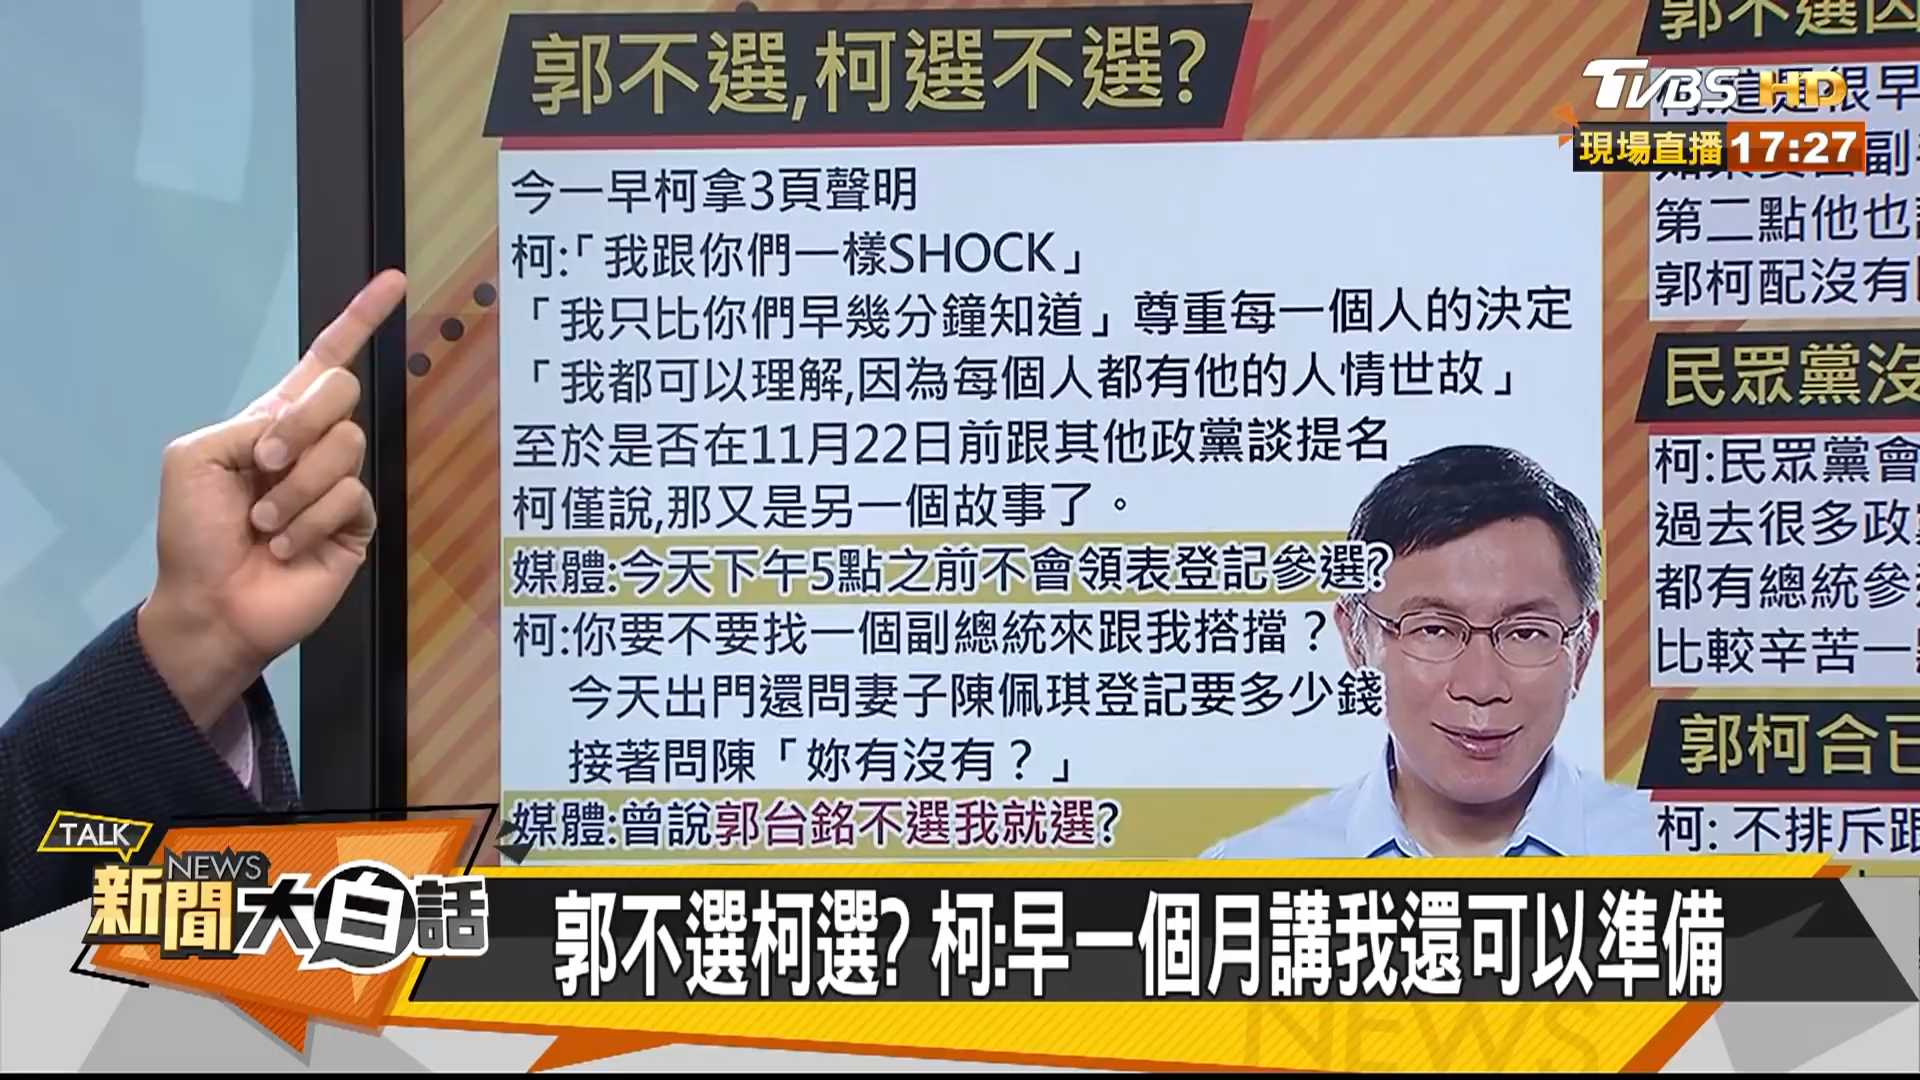 郭不選,柯選不選?
今一早柯拿3頁聲明
柯:「我跟你們一樣SHOCK」
「我只比你們早幾分鐘知道」尊重每一個人的決定
「我都可以理解,因為每個人都有他的人情世故」
至於是否在11月22日前跟其他政黨談提名
柯僅說,那又是另一個故事了。
媒體:今天下午5點之前不會領表登記參選?
柯:你要不要找一個副總統來跟我搭擋？
今天出門還問妻子陳佩琪登記要多少錢
接著問陳「妳有沒有？」
媒體:曾說郭台銘不選我就選?
郭不選因
TVBS HD
現場直播 17:27
第二點他也
郭柯配沒有
民眾黨沒
柯:民眾黨會
過去很多政
都有總統參
比較辛苦一
郭柯合已
柯: 不排斥跟
TALK
NEWS
新聞大白話
郭不選柯選? 柯:早一個月講我還可以準備
NEWS